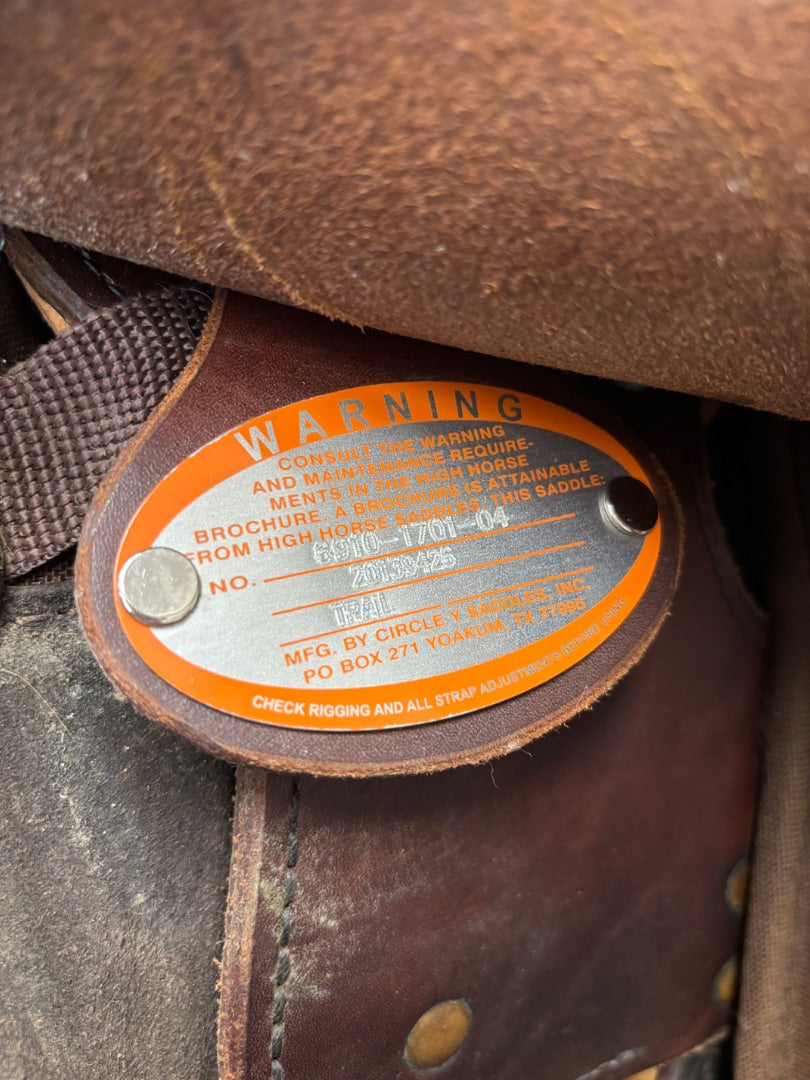 WARNING
CONSULT THE WARNING
AND MAINTENANCE REQUIRE-
MENTS IN THE HIGH HORSE
BROCHURE. A BROCHURE IS ATTAINABLE
FROM HIGH HORSE SADDLES. THIS SADDLE:
6910-1701-04
NO. 20139426
TRAIL
MFG. BY CIRCLE Y SADDLES, INC.
PO BOX 271 YOAKUM, TX 77995
CHECK RIGGING AND ALL STRAP ADJUSTMENTS BEFORE USING